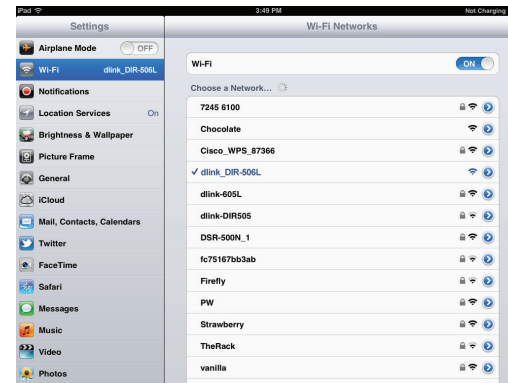 iPad 3:49 PM Not Charging
Settings
Airplane Mode OFF
Wi-Fi dlink_DIR-506L
Notifications
Location Services On
Brightness & Wallpaper
Picture Frame
General
iCloud
Mail, Contacts, Calendars
Twitter
FaceTime
Safari
Messages
Music
Video
Photos
Wi-Fi Networks
Wi-Fi ON
Choose a Network...
7245 6100
Chocolate
Cisco_WPS_87366
dlink_DIR-506L
dlink-605L
dlink-DIR505
DSR-500N_1
fc75167bb3ab
Firefly
PW
Strawberry
TheRack
vanilla